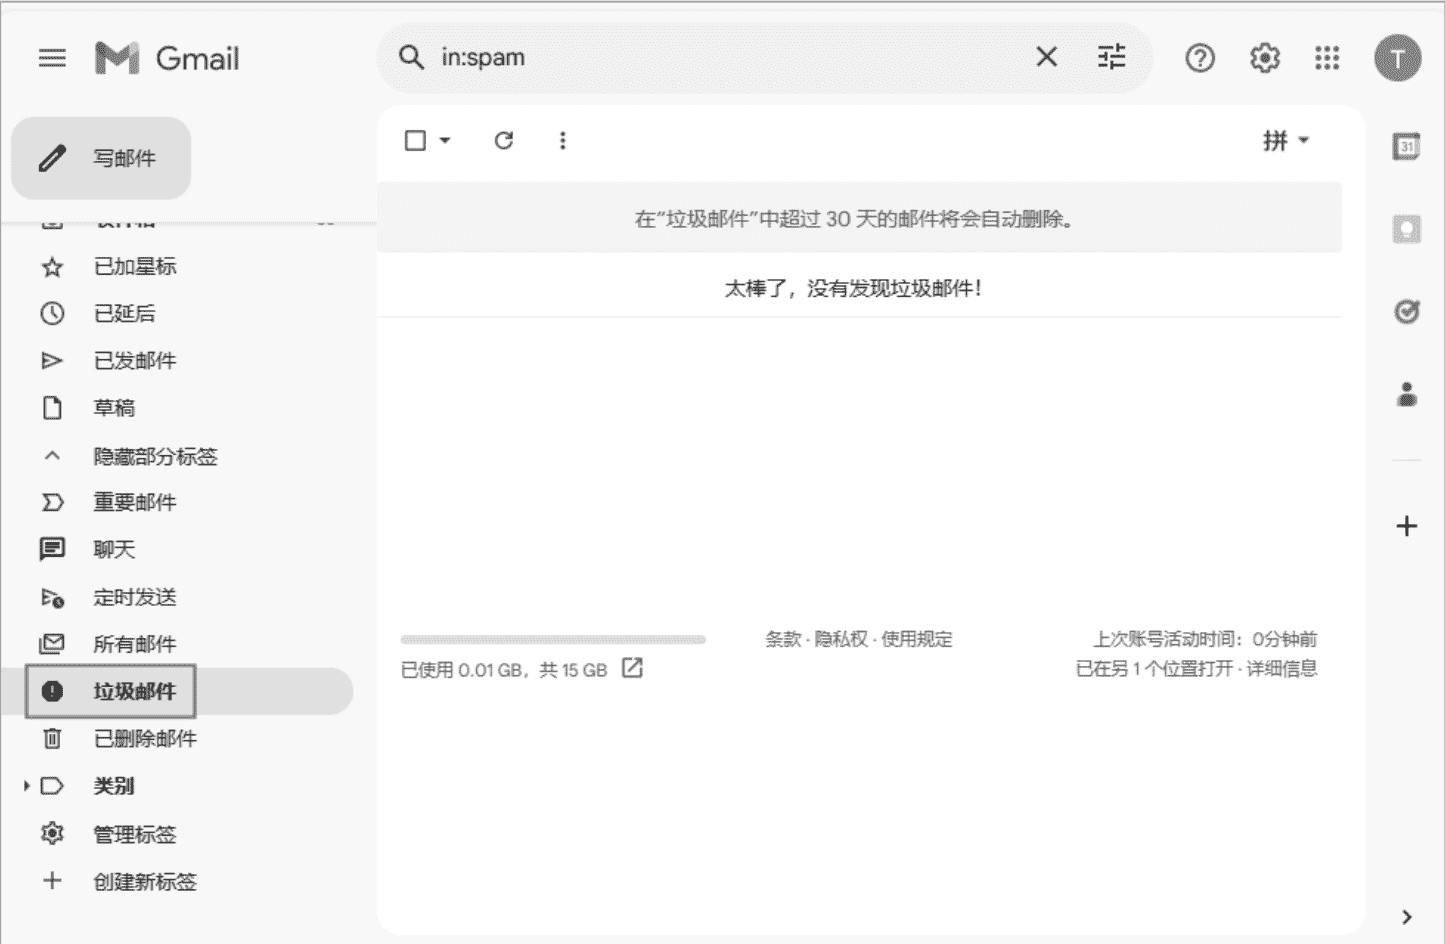 Gmail
in:spam
T
写邮件
拼
31
在“垃圾邮件”中超过 30 天的邮件将会自动删除。
太棒了，没有发现垃圾邮件！
已加星标
已延后
已发邮件
草稿
隐藏部分标签
重要邮件
聊天
定时发送
所有邮件
垃圾邮件
已删除邮件
类别
管理标签
创建新标签
已使用 0.01 GB，共 15 GB
条款 · 隐私权 · 使用规定
上次账号活动时间：0分钟前
已在另 1 个位置打开 · 详细信息